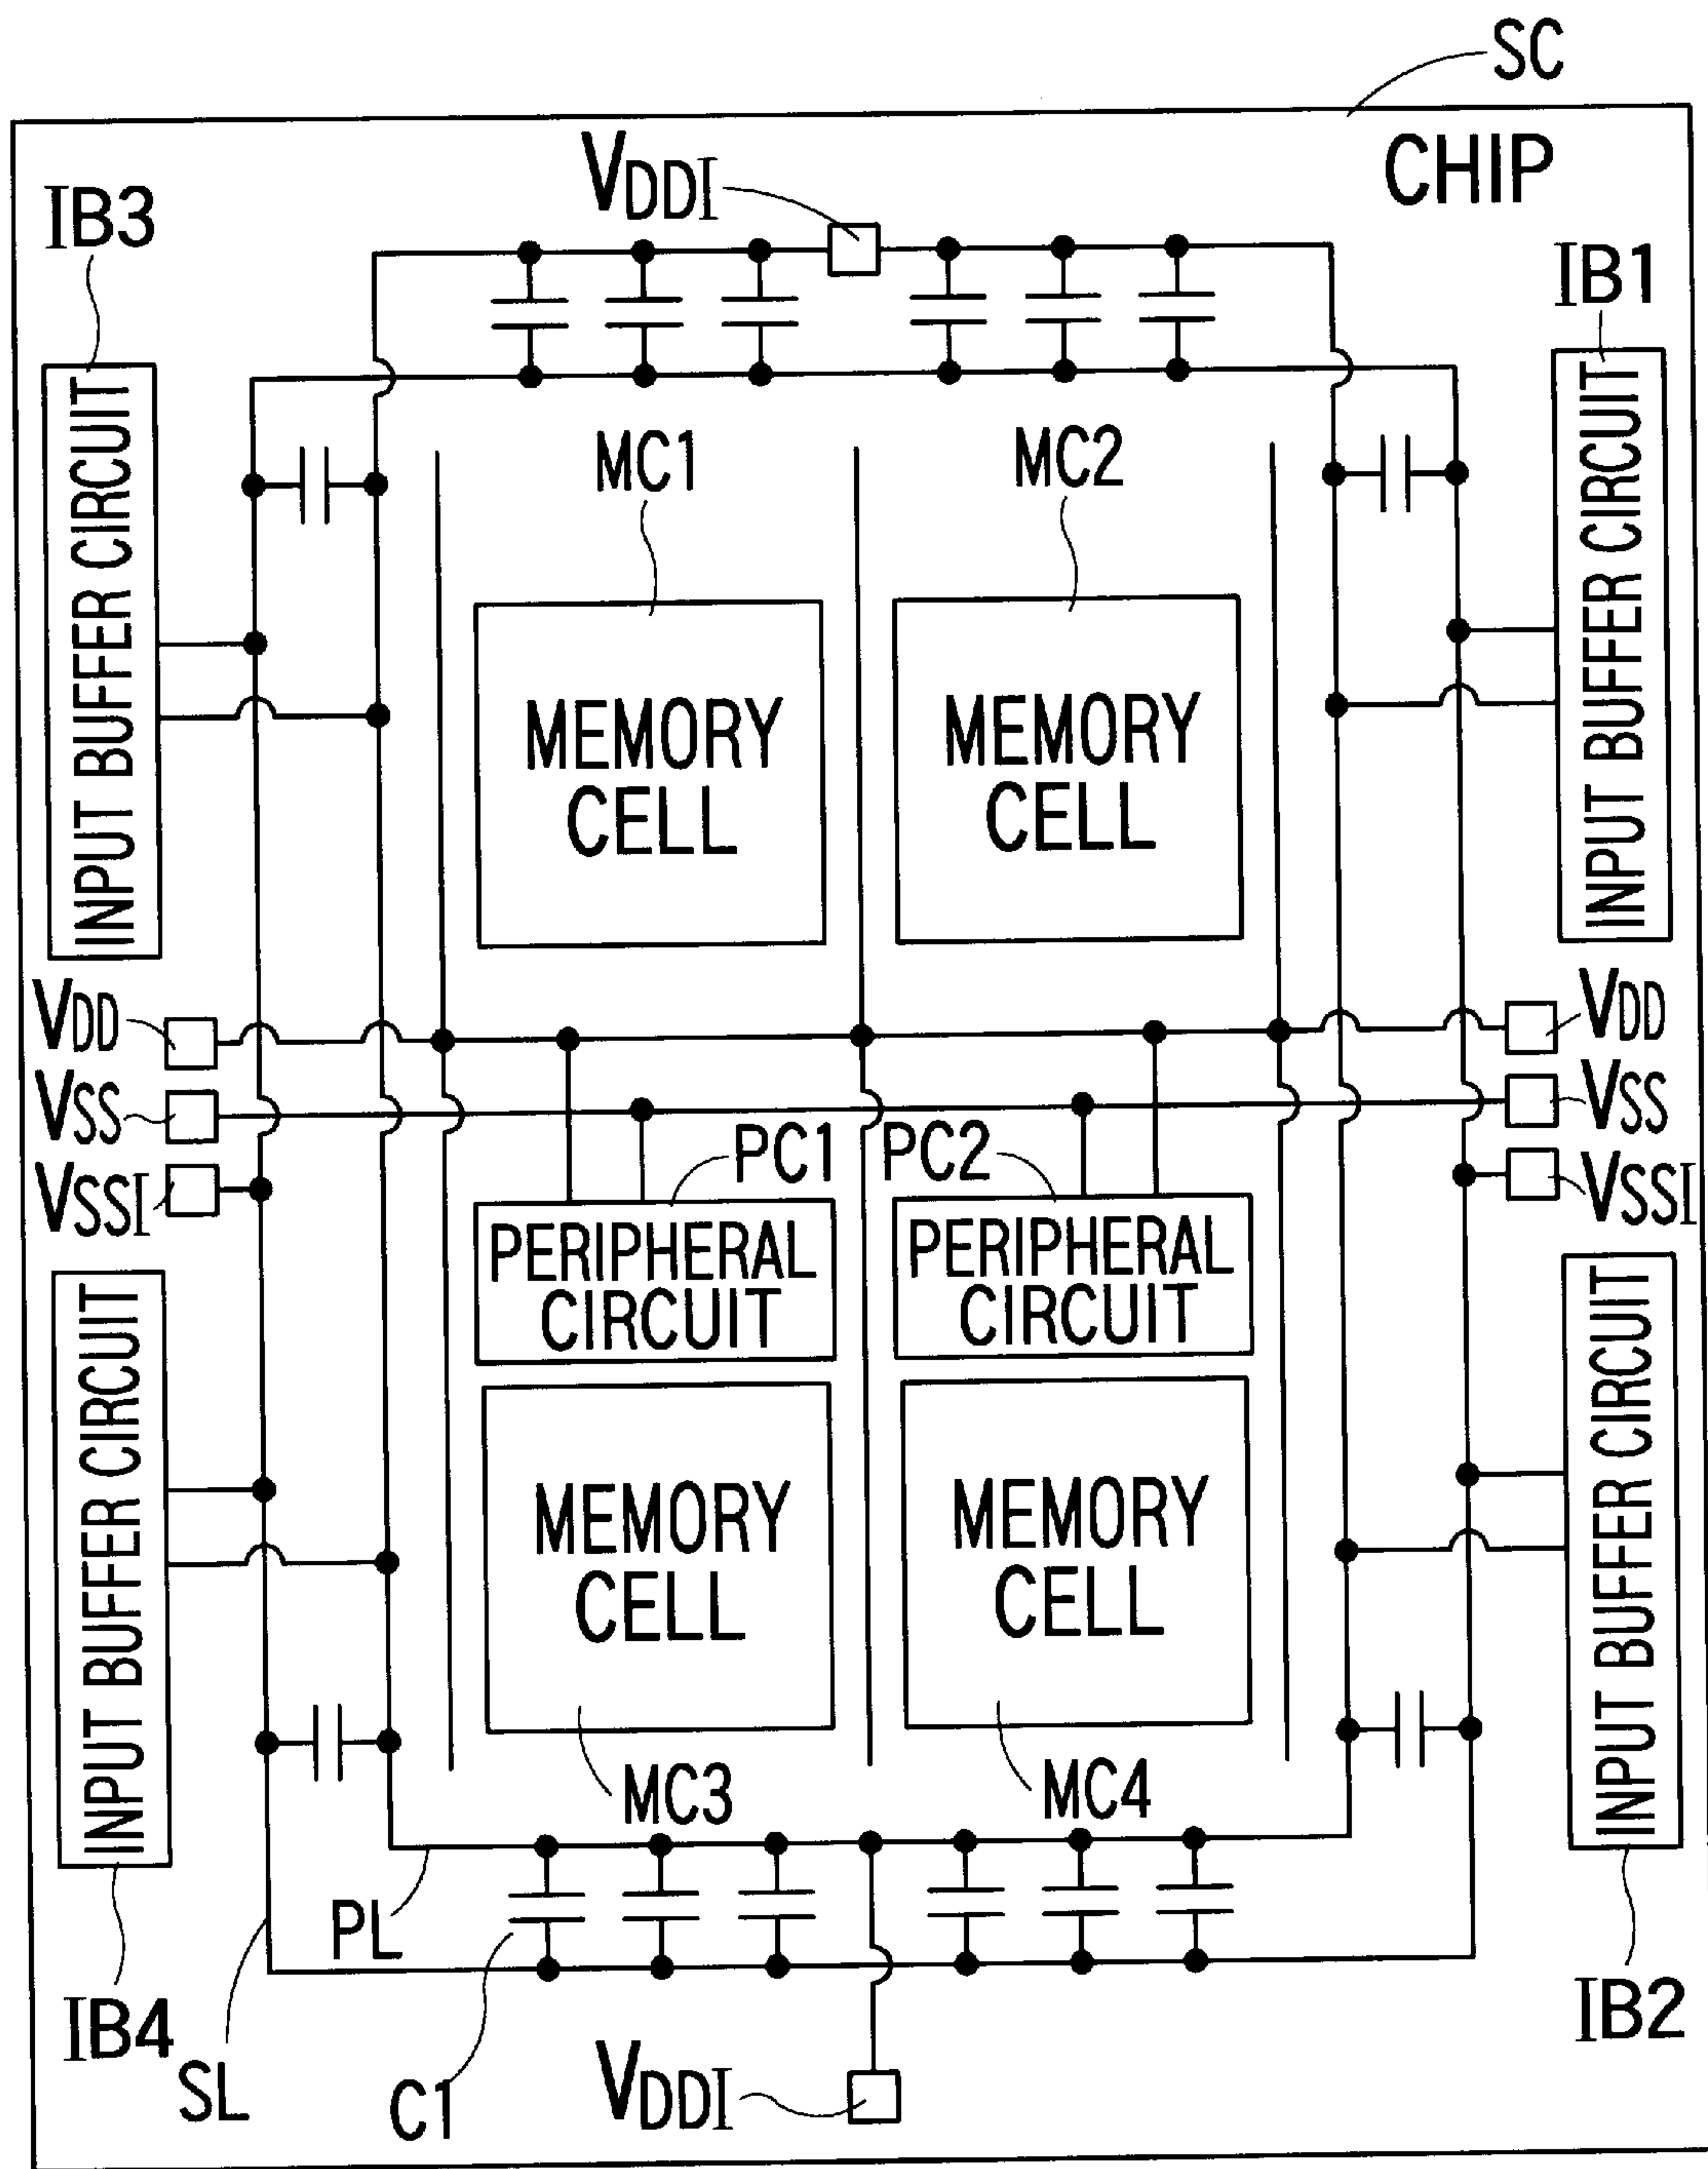 SC
CHIP
VDDI
IB3
IB1
INPUT BUFFER CIRCUIT
INPUT BUFFER CIRCUIT
MC1
MC2
MEMORY
CELL
MEMORY
CELL
VDD
VDD
VSS
VSS
PC1
PC2
VSSI
VSSI
PERIPHERAL
CIRCUIT
PERIPHERAL
CIRCUIT
INPUT BUFFER CIRCUIT
INPUT BUFFER CIRCUIT
MEMORY
CELL
MEMORY
CELL
MC3
MC4
PL
C1
IB4
IB2
SL
VDDI